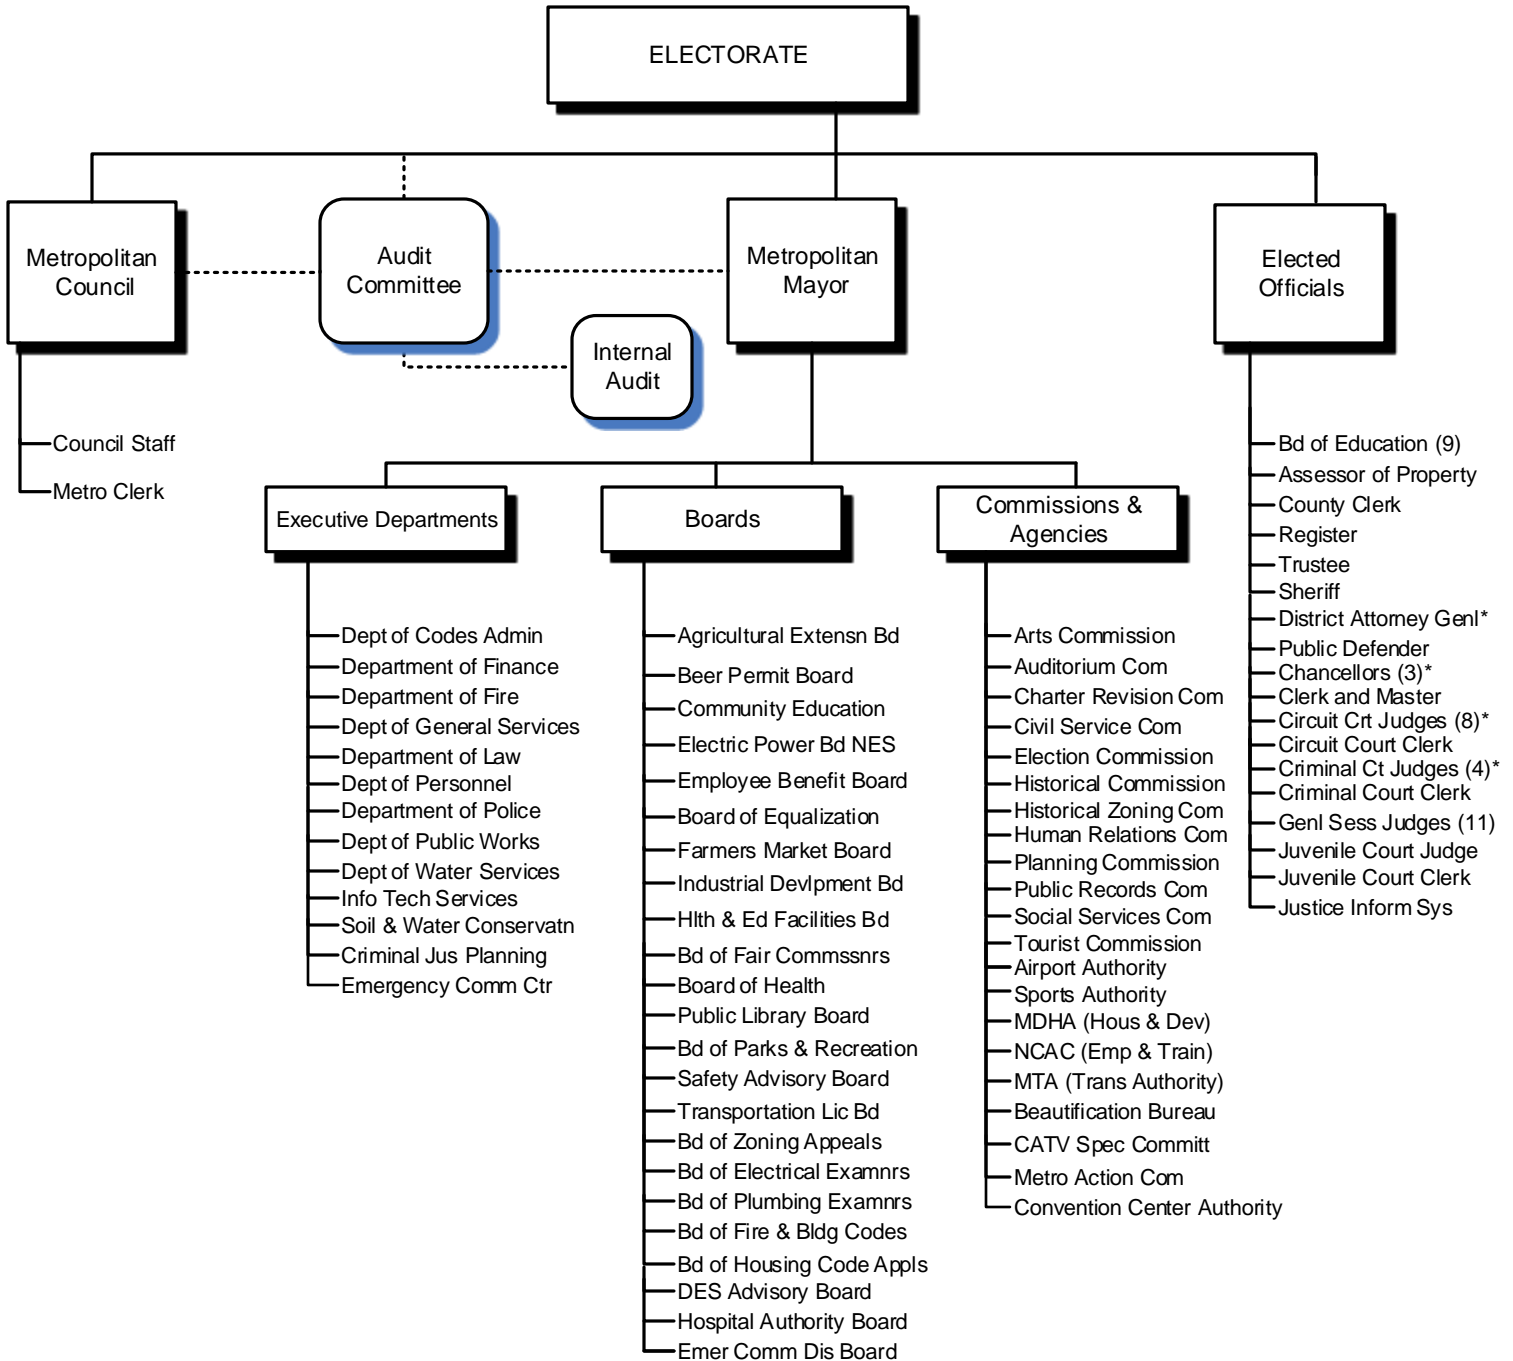 ELECTORATE
Metropolitan
Council
Audit
Committee
Metropolitan
Mayor
Elected
Officials
Internal
Audit
Council Staff
Metro Clerk
Executive Departments
Dept of Codes Admin
Department of Finance
Department of Fire
Dept of General Services
Department of Law
Dept of Personnel
Department of Police
Dept of Public Works
Dept of Water Services
Info Tech Services
Soil & Water Conservatn
Criminal Jus Planning
Emergency Comm Ctr
Boards
Agricultural Extensn Bd
Beer Permit Board
Community Education
Electric Power Bd NES
Employee Benefit Board
Board of Equalization
Farmers Market Board
Industrial Devlpment Bd
Hlth & Ed Facilities Bd
Bd of Fair Commssnrs
Board of Health
Public Library Board
Bd of Parks & Recreation
Safety Advisory Board
Transportation Lic Bd
Bd of Zoning Appeals
Bd of Electrical Examnrs
Bd of Plumbing Examnrs
Bd of Fire & Bldg Codes
Bd of Housing Code Appls
DES Advisory Board
Hospital Authority Board
Emer Comm Dis Board
Commissions &
Agencies
Arts Commission
Auditorium Com
Charter Revision Com
Civil Service Com
Election Commission
Historical Commission
Historical Zoning Com
Human Relations Com
Planning Commission
Public Records Com
Social Services Com
Tourist Commission
Airport Authority
Sports Authority
MDHA (Hous & Dev)
NCAC (Emp & Train)
MTA (Trans Authority)
Beautification Bureau
CATV Spec Committ
Metro Action Com
Convention Center Authority
Bd of Education (9)
Assessor of Property
County Clerk
Register
Trustee
Sheriff
District Attorney Genl*
Public Defender
Chancellors (3)*
Clerk and Master
Circuit Crt Judges (8)*
Circuit Court Clerk
Criminal Ct Judges (4)*
Criminal Court Clerk
Genl Sess Judges (11)
Juvenile Court Judge
Juvenile Court Clerk
Justice Inform Sys